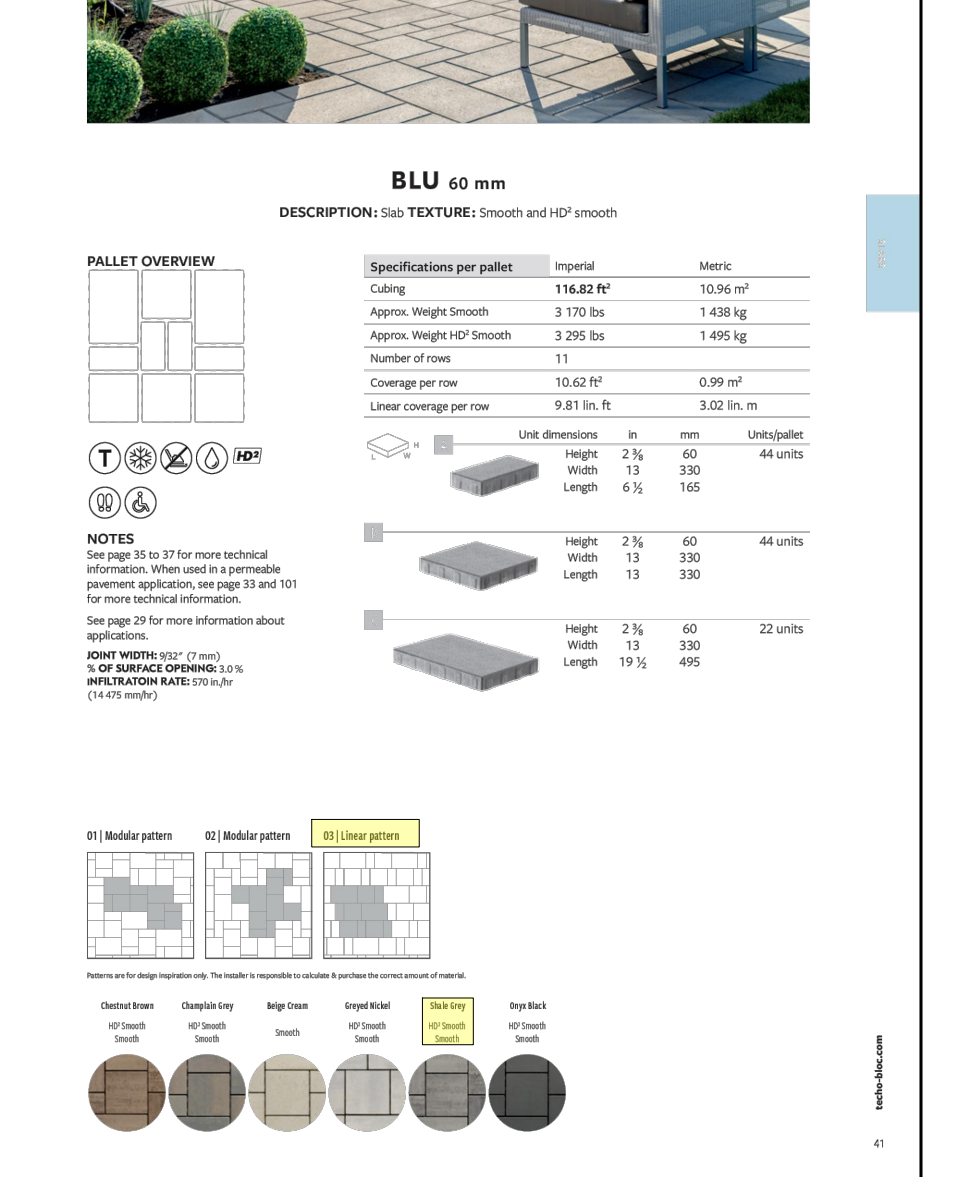 BLU 60 mm
DESCRIPTION: Slab TEXTURE: Smooth and HD² smooth
PALLET OVERVIEW
Specifications per pallet Imperial Metric
Cubing 116.82 ft² 10.96 m²
Approx. Weight Smooth 3 170 lbs 1 438 kg
Approx. Weight HD² Smooth 3 295 lbs 1 495 kg
Number of rows 11
Coverage per row 10.62 ft² 0.99 m²
Linear coverage per row 9.81 lin. ft 3.02 lin. m
H
L W
Unit dimensions in mm Units/pallet
Height 2 ⅜ 60 44 units
Width 13 330
Length 6 ½ 165
Height 2 ⅜ 60 44 units
Width 13 330
Length 13 330
Height 2 ⅜ 60 22 units
Width 13 330
Length 19 ½ 495
T
HD²
NOTES
See page 35 to 37 for more technical
information. When used in a permeable
pavement application, see page 33 and 101
for more technical information.
See page 29 for more information about
applications.
JOINT WIDTH: 9/32″ (7 mm)
% OF SURFACE OPENING: 3.0 %
INFILTRATOIN RATE: 570 in./hr
(14 475 mm/hr)
01 | Modular pattern
02 | Modular pattern
03 | Linear pattern
Patterns are for design inspiration only. The installer is responsible to calculate & purchase the correct amount of material.
Chestnut Brown
HD² Smooth
Smooth
Champlain Grey
HD² Smooth
Smooth
Beige Cream
Smooth
Greyed Nickel
HD² Smooth
Smooth
Shale Grey
HD² Smooth
Smooth
Onyx Black
HD² Smooth
Smooth
techo-bloc.com
41